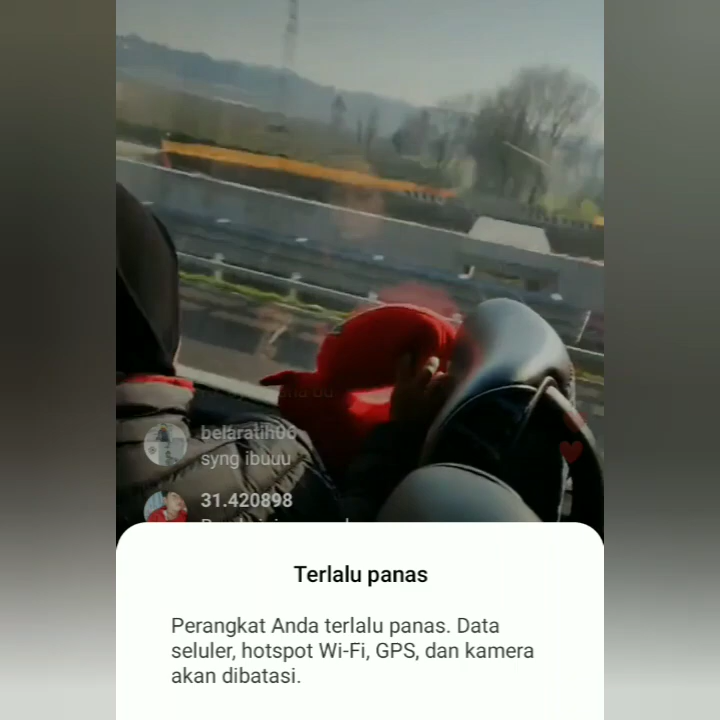 belaratih06
syng ibuuu
31.420898
Terlalu panas
Perangkat Anda terlalu panas. Data
seluler, hotspot Wi-Fi, GPS, dan kamera
akan dibatasi.